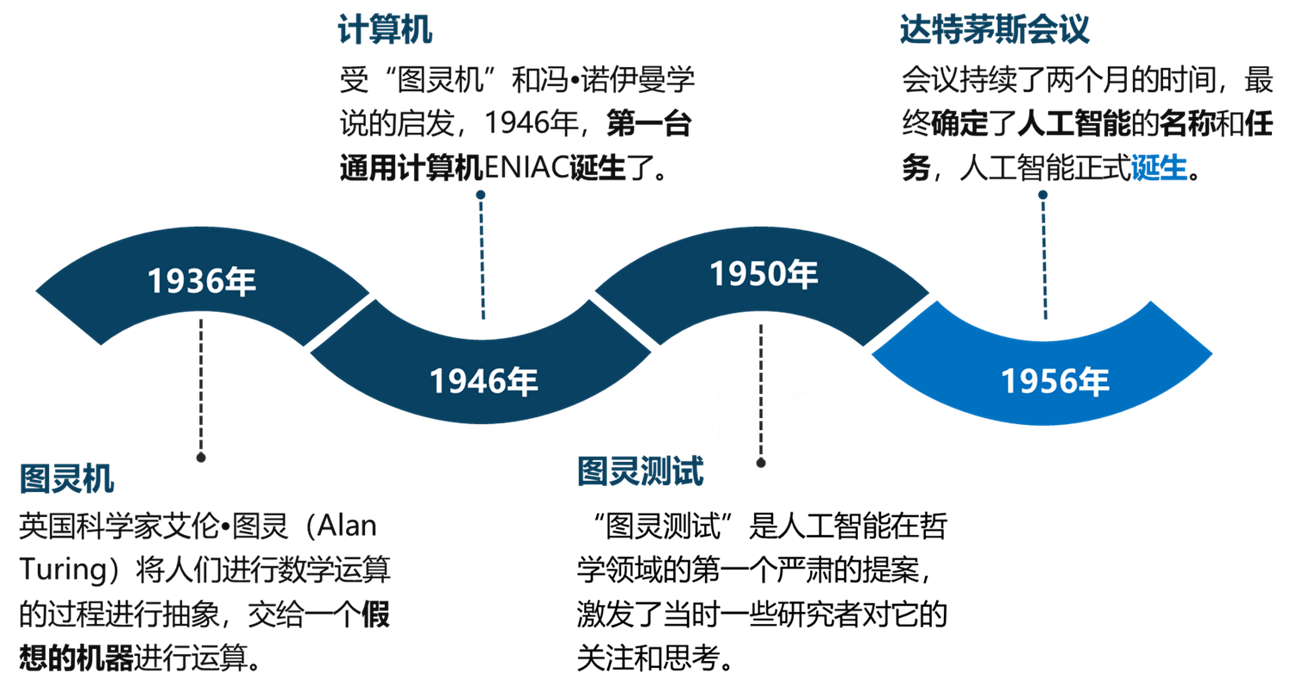 计算机
受“图灵机”和冯•诺伊曼学
说的启发，1946年，第一台
通用计算机ENIAC诞生了。
达特茅斯会议
会议持续了两个月的时间，最
终确定了人工智能的名称和任
务，人工智能正式诞生。
1936年
1946年
1950年
1956年
图灵机
英国科学家艾伦•图灵（Alan
Turing）将人们进行数学运算
的过程进行抽象，交给一个假
想的机器进行运算。
图灵测试
“图灵测试”是人工智能在哲
学领域的第一个严肃的提案，
激发了当时一些研究者对它的
关注和思考。